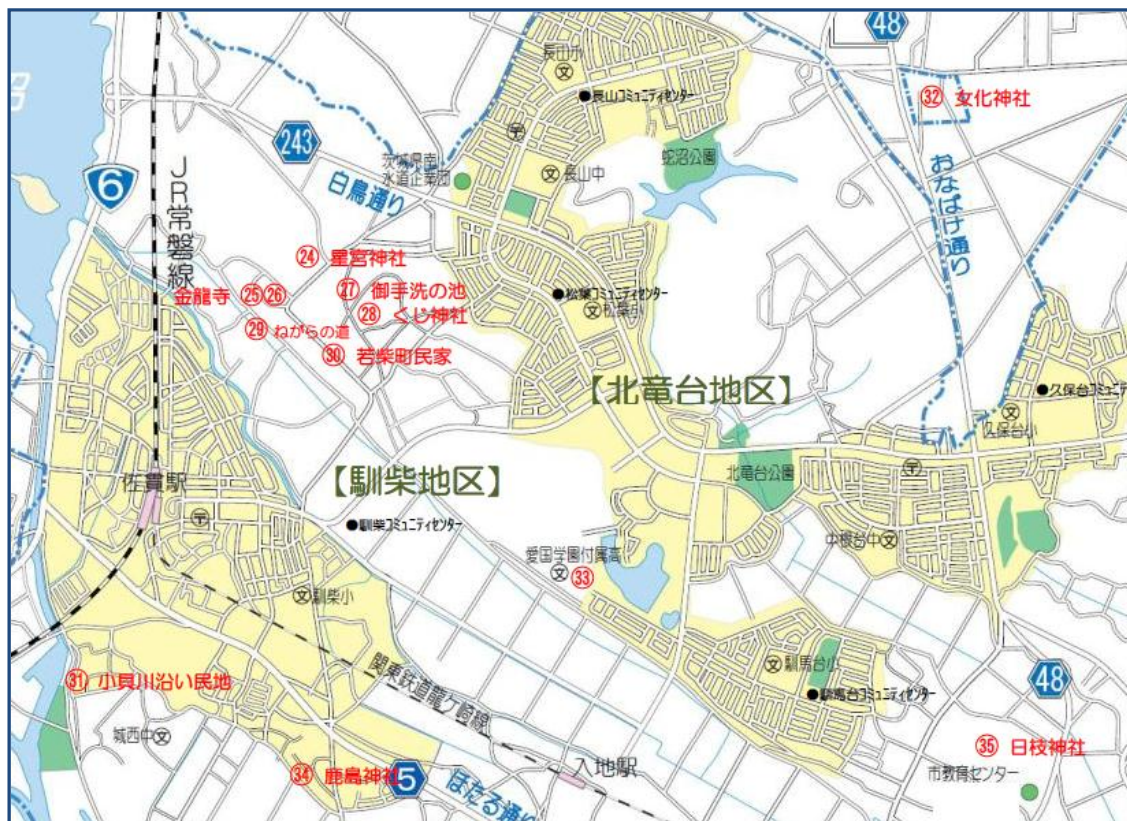 沼
6
ＪＲ常磐線
243
白鳥通り
茨城県南
水道企業団
長山小
●長山コミュニティセンター
長山中
蛇沼公園
48
㉜ 女化神社
おなばけ通り
㉔ 星宮神社
金龍寺 ㉕㉖
㉗ 御手洗の池
㉘ くじ神社
㉙ ねがらの道
㉚ 若柴町民家
●松葉コミュニティセンター
松葉小
【北竜台地区】
●久保台コミュニテ
久保台小
北竜台公園
中根台中
【馴柴地区】
佐貫駅
●馴柴コミュニティセンター
愛国学園付属高
㉝
馴柴小
関東鉄道龍ケ崎線
㉛ 小貝川沿い民地
城西中
㉞ 鹿島神社
5
ほたる通り
入地駅
馴馬台小
●馴馬台コミュニティセンター
48
㉟ 日枝神社
市教育センター